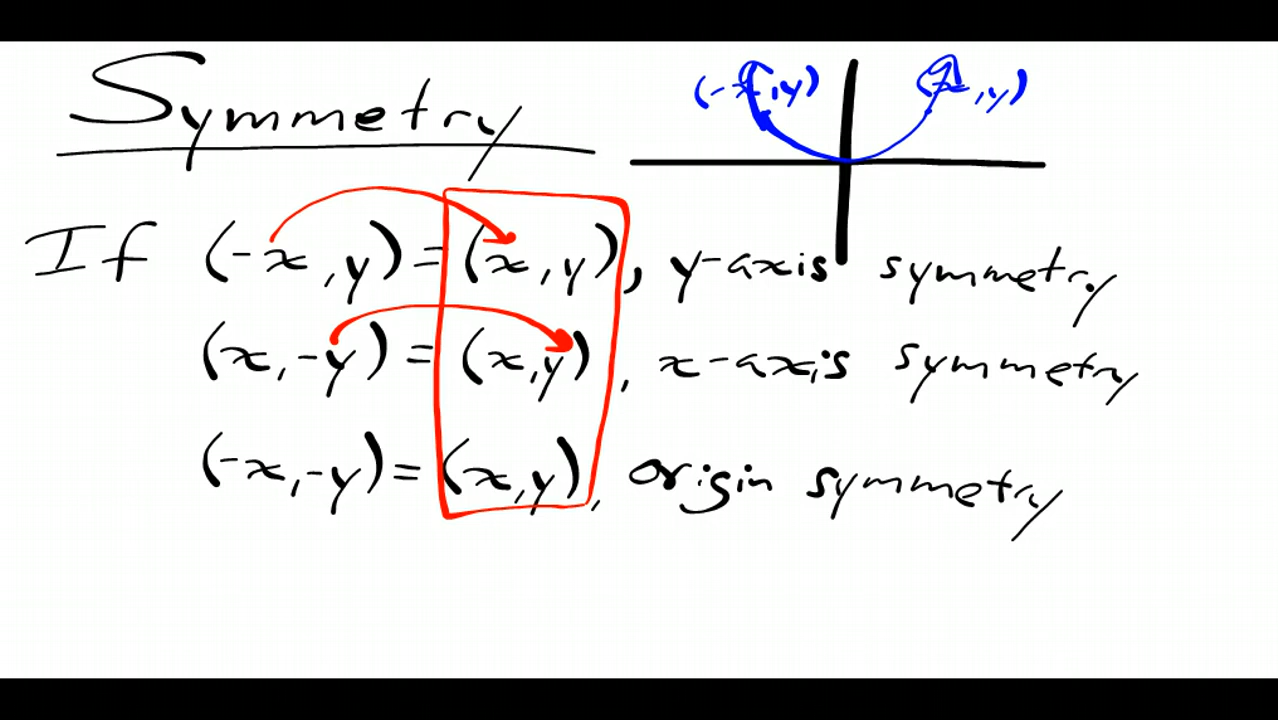 Symmetry
(-x,y) (x,y)
If (-x,y) = (x,y), y-axis symmetry
(x,-y) = (x,y), x-axis symmetry
(-x,-y) = (x,y), origin symmetry